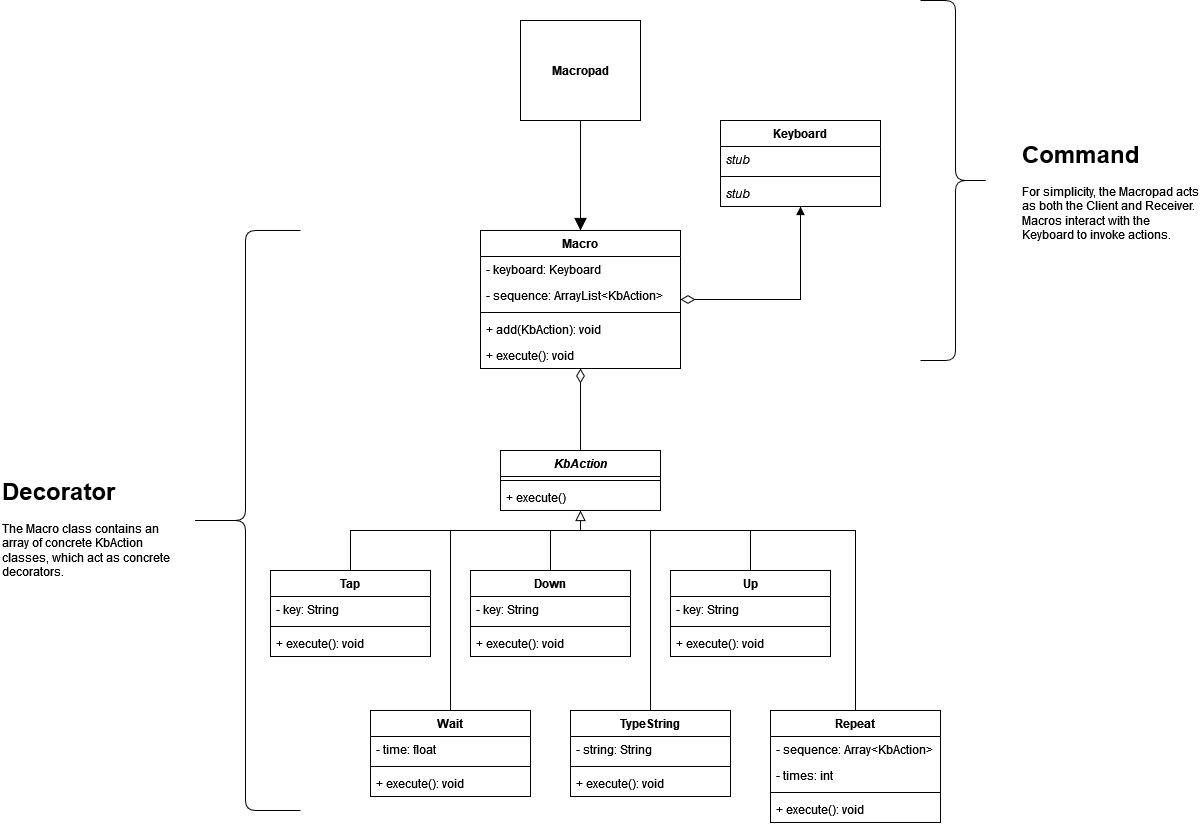 Macropad
Keyboard
stub
stub
Command
For simplicity, the Macropad acts
as both the Client and Receiver.
Macros interact with the
Keyboard to invoke actions.
Macro
- keyboard: Keyboard
- sequence: ArrayList<KbAction>
+ add(KbAction): void
+ execute(): void
KbAction
+ execute()
Decorator
The Macro class contains an
array of concrete KbAction
classes, which act as concrete
decorators.
Tap
- key: String
+ execute(): void
Down
- key: String
+ execute(): void
Up
- key: String
+ execute(): void
Wait
- time: float
+ execute(): void
TypeString
- string: String
+ execute(): void
Repeat
- sequence: Array<KbAction>
- times: int
+ execute(): void